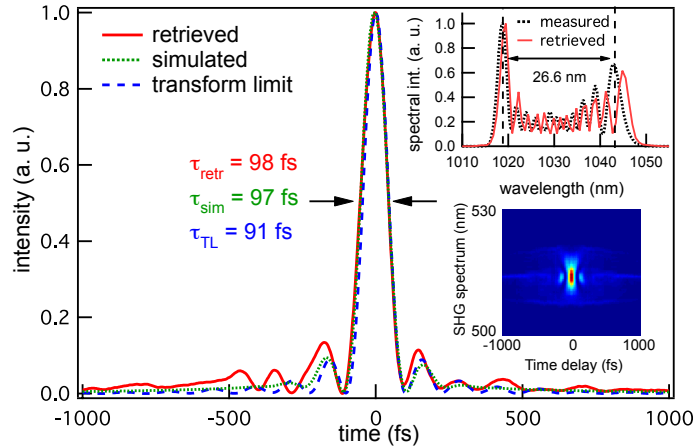 retrieved
simulated
transform limit
τretr = 98 fs
τsim = 97 fs
τTL = 91 fs
intensity (a. u.)
1.0
0.8
0.6
0.4
0.2
0.0
-1000
-500
0
500
1000
time (fs)
measured
retrieved
26.6 nm
spectral int. (a. u.)
1.0
0.8
0.6
0.4
0.2
0.0
1010
1020
1030
1040
1050
wavelength (nm)
SHG spectrum (nm)
530
500
-1000
0
1000
Time delay (fs)